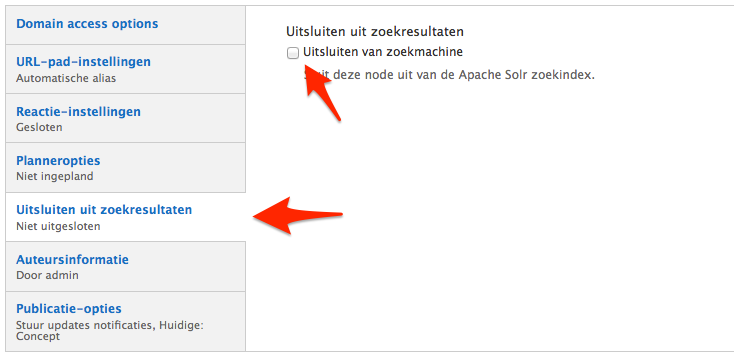 Domain access options
URL-pad-instellingen
Automatische alias
Reactie-instellingen
Gesloten
Planneropties
Niet ingepland
Uitsluiten uit zoekresultaten
Niet uitgesloten
Auteursinformatie
Door admin
Publicatie-opties
Stuur updates notificaties, Huidige:
Concept
Uitsluiten uit zoekresultaten
Uitsluiten van zoekmachine
deze node uit van de Apache Solr zoekindex.